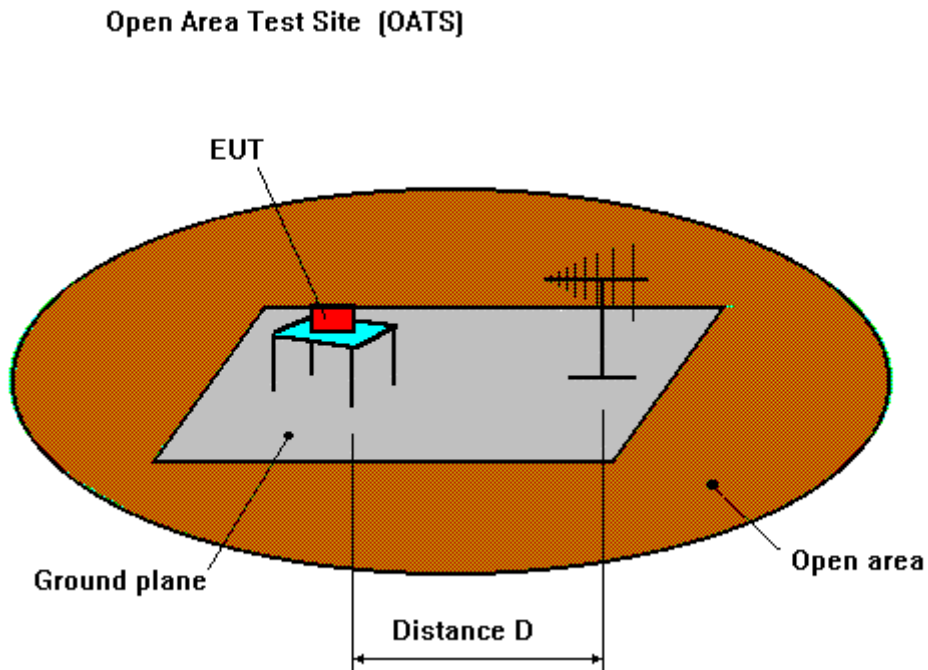 Open Area Test Site (OATS)
EUT
Open area
Ground plane
Distance D